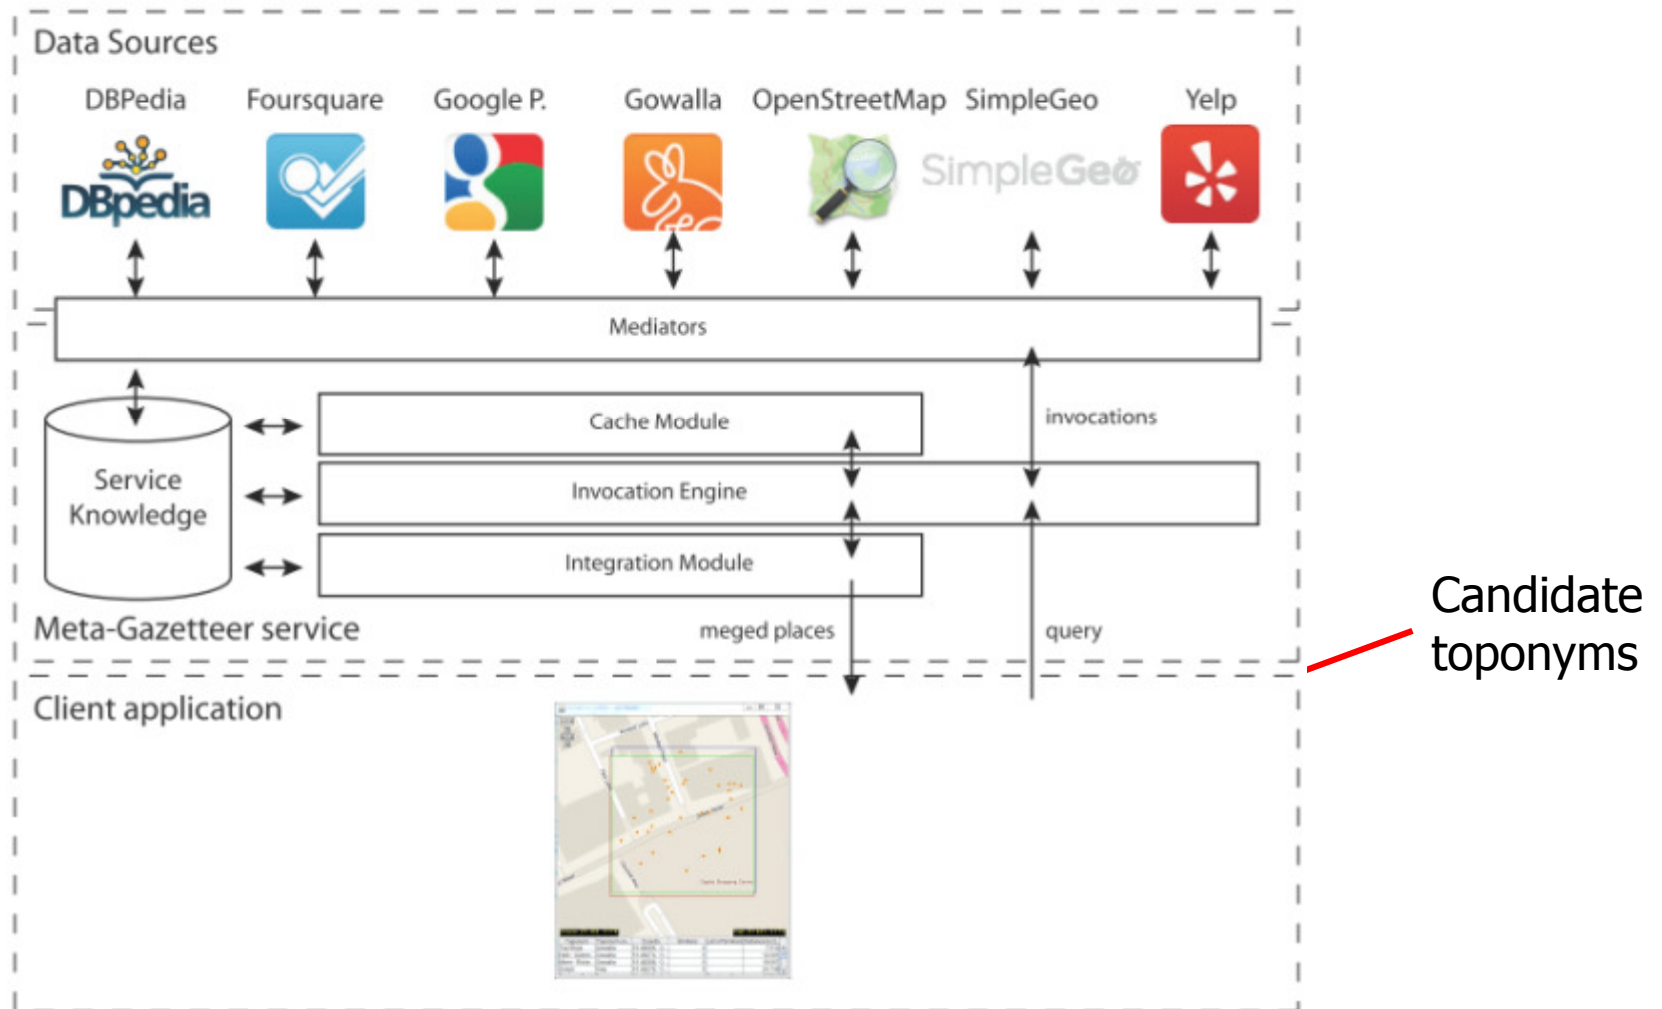 Data Sources
DBPedia Foursquare Google P. Gowalla OpenStreetMap SimpleGeo Yelp
DBpedia SimpleGeo
Mediators
Cache Module
invocations
Service
Knowledge
Invocation Engine
Integration Module
Meta-Gazetteer service
meged places
query
Candidate
toponyms
Client application